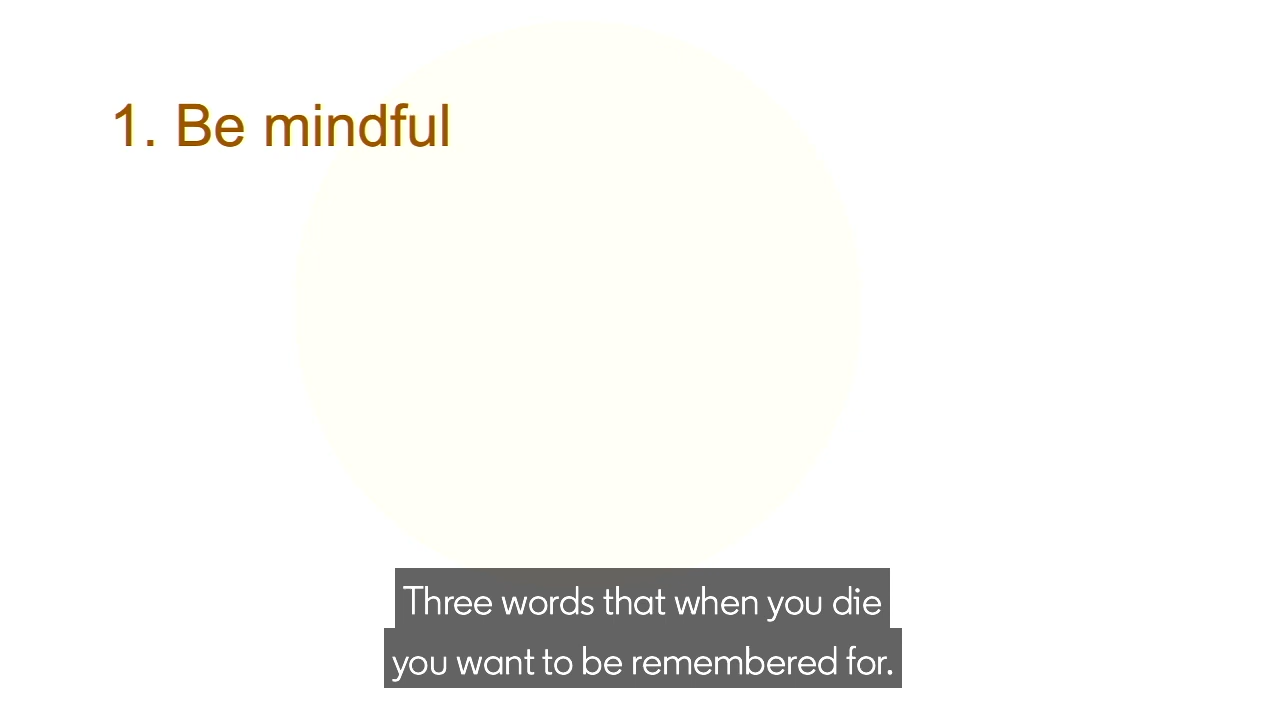 1. Be mindful
Three words that when you die
you want to be remembered for.